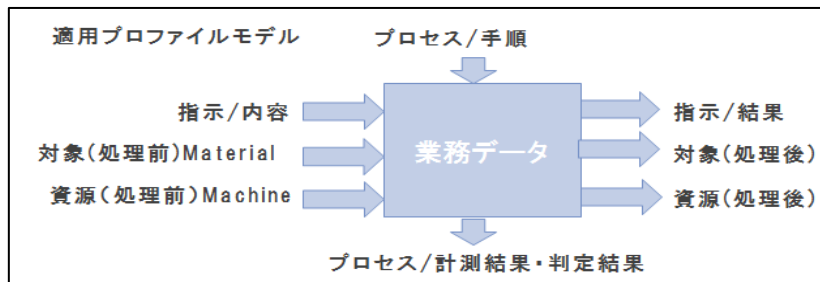 適用プロファイルモデル
プロセス/手順
指示/内容
指示/結果
対象(処理前)Material
業務データ
対象(処理後)
資源(処理前)Machine
資源(処理後)
プロセス/計測結果・判定結果